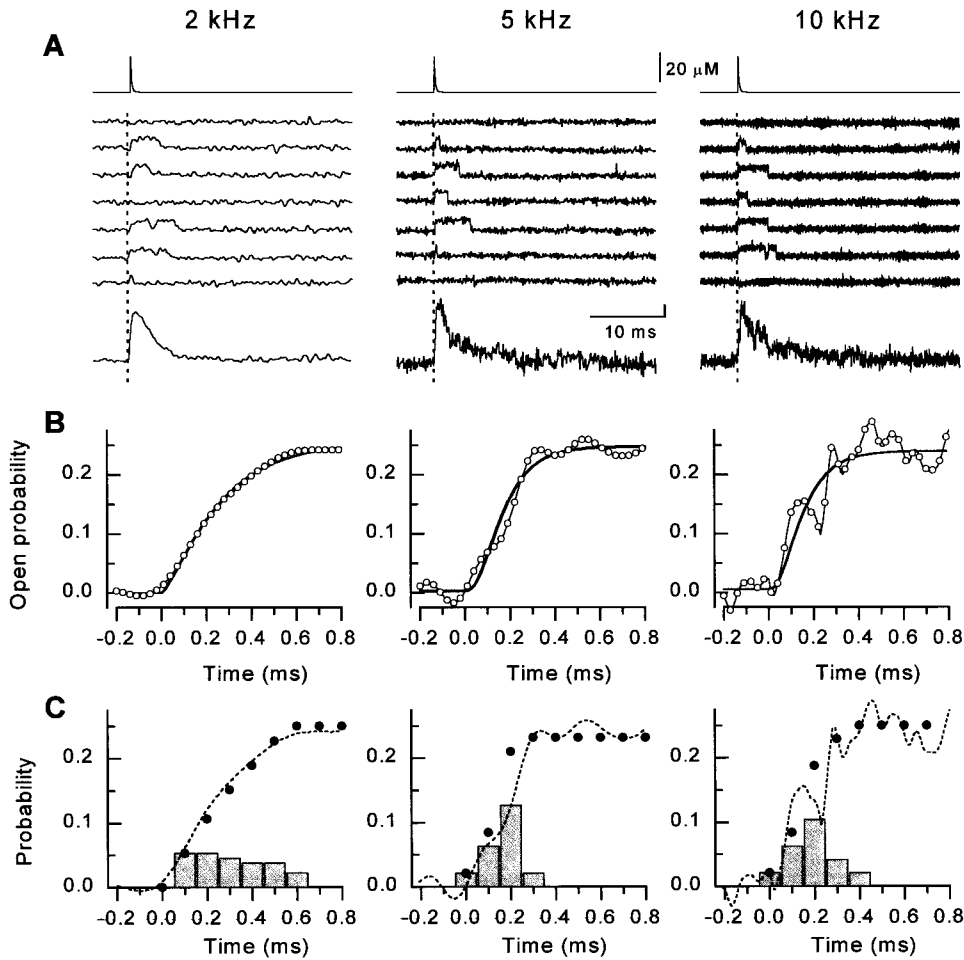 2 kHz 5 kHz 10 kHz
A
20 μM
10 ms
B
Open probability
0.2 0.2 0.2
0.1 0.1 0.1
0.0 0.0 0.0
-0.2 0.0 0.2 0.4 0.6 0.8 -0.2 0.0 0.2 0.4 0.6 0.8 -0.2 0.0 0.2 0.4 0.6 0.8
Time (ms) Time (ms) Time (ms)
C
Probability
0.2 0.2 0.2
0.1 0.1 0.1
0.0 0.0 0.0
-0.2 0.0 0.2 0.4 0.6 0.8 -0.2 0.0 0.2 0.4 0.6 0.8 -0.2 0.0 0.2 0.4 0.6 0.8
Time (ms) Time (ms) Time (ms)